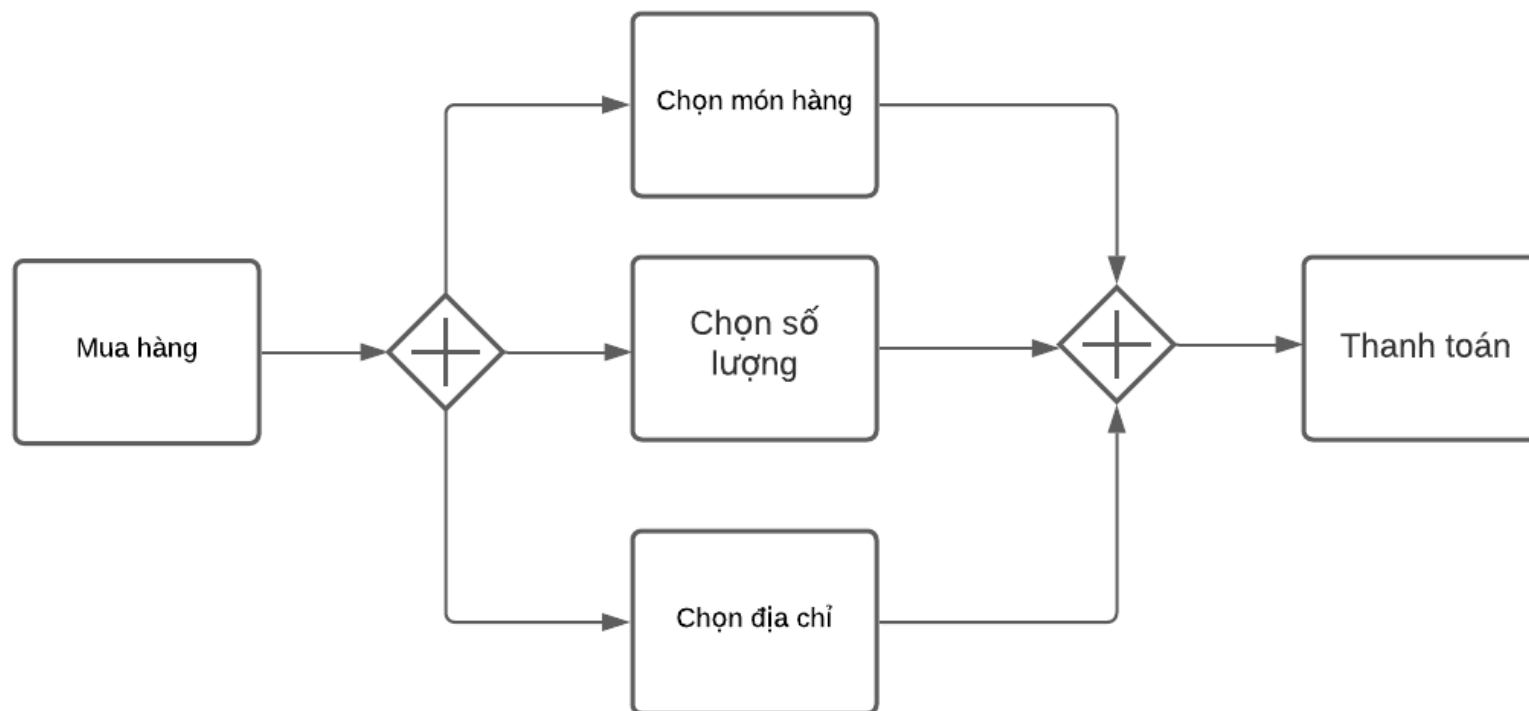 Mua hàng
Chọn món hàng
Chọn số
lượng
Chọn địa chỉ
Thanh toán